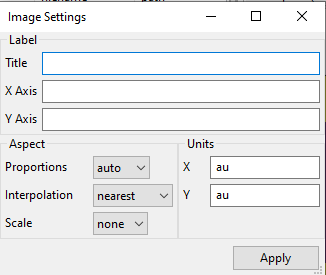 Image Settings
Label
Title
X Axis
Y Axis
Aspect
Proportions auto
Interpolation nearest
Scale none
Units
X au
Y au
Apply